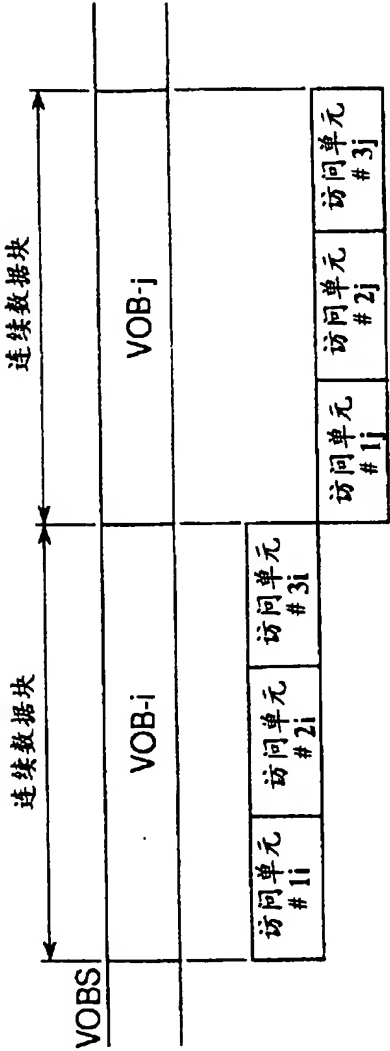 连续数据块
连续数据块
VOBS
VOB-i
VOB-j
访问单元
# 1i
访问单元
# 2i
访问单元
# 3i
访问单元
# 1j
访问单元
# 2j
访问单元
# 3j